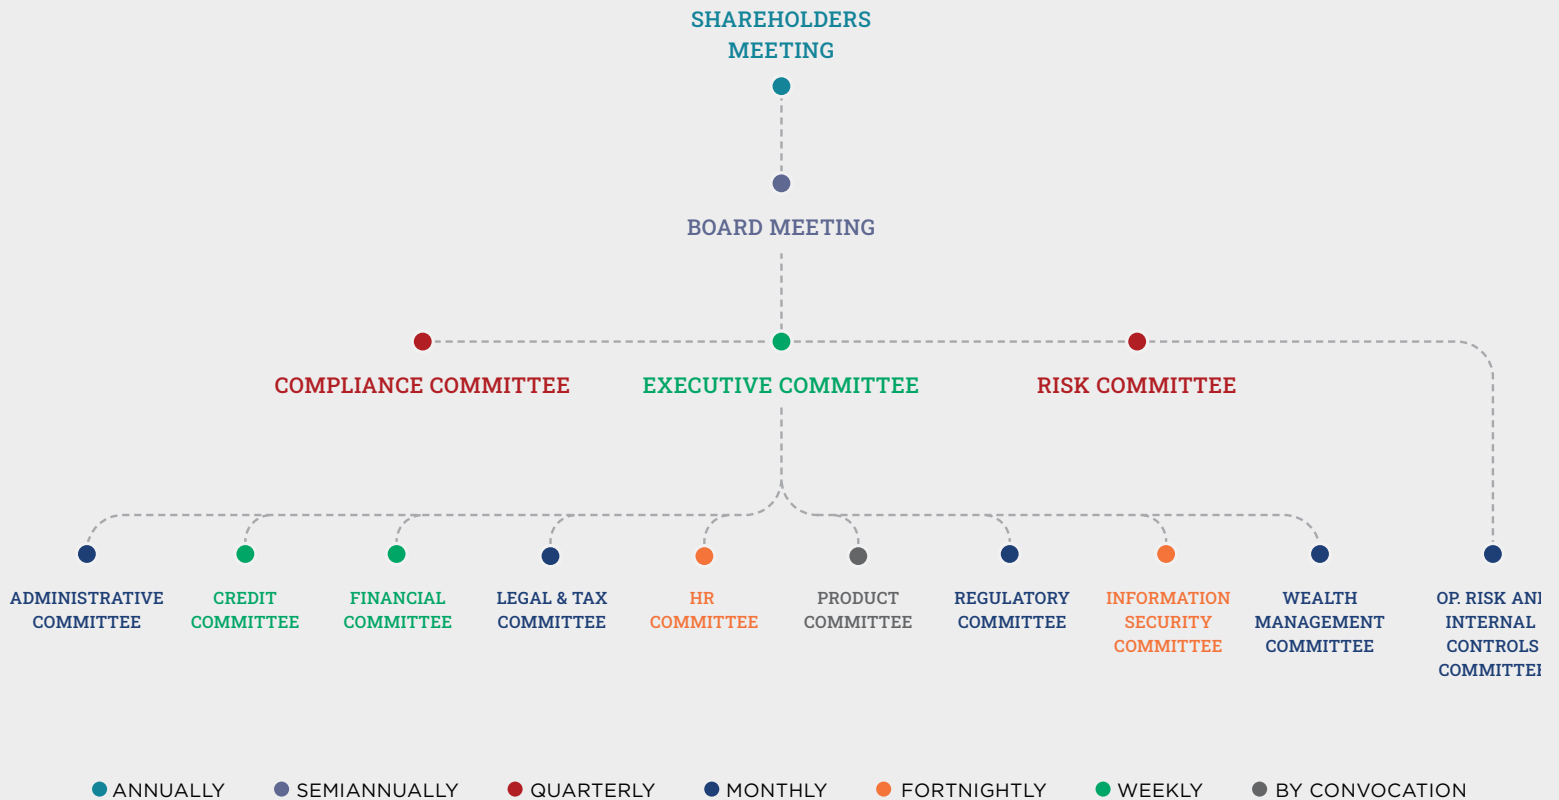 SHAREHOLDERS
MEETING
BOARD MEETING
COMPLIANCE COMMITTEE
EXECUTIVE COMMITTEE
RISK COMMITTEE
ADMINISTRATIVE
COMMITTEE
CREDIT
COMMITTEE
FINANCIAL
COMMITTEE
LEGAL & TAX
COMMITTEE
HR
COMMITTEE
PRODUCT
COMMITTEE
REGULATORY
COMMITTEE
INFORMATION
SECURITY
COMMITTEE
WEALTH
MANAGEMENT
COMMITTEE
OP. RISK AND
INTERNAL
CONTROLS
COMMITTEE
ANNUALLY
SEMIANNUALLY
QUARTERLY
MONTHLY
FORTNIGHTLY
WEEKLY
BY CONVOCATION